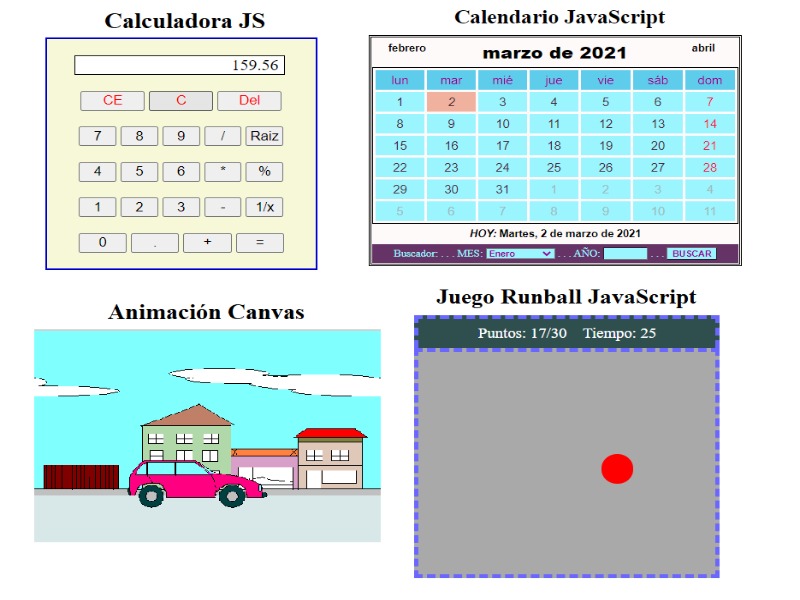 Calculadora JS
159.56
CE C Del
7 8 9 / Raiz
4 5 6 * %
1 2 3 - 1/x
0 . + =
Calendario JavaScript
febrero marzo de 2021 abril
lun mar mié jue vie sáb dom
1 2 3 4 5 6 7
8 9 10 11 12 13 14
15 16 17 18 19 20 21
22 23 24 25 26 27 28
29 30 31 1 2 3 4
5 6 7 8 9 10 11
HOY: Martes, 2 de marzo de 2021
Buscador: . . . MES: Enero . . . AÑO: . . . BUSCAR
Animación Canvas
Juego Runball JavaScript
Puntos: 17/30 Tiempo: 25